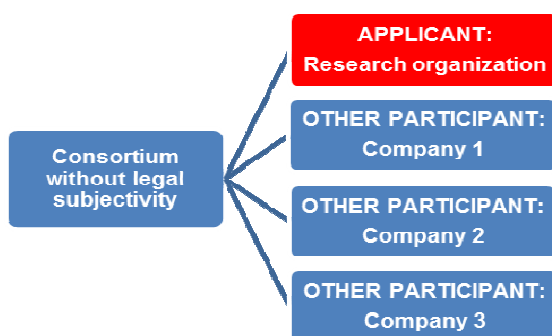 Consortium
without legal
subjectivity
APPLICANT:
Research organization
OTHER PARTICIPANT:
Company 1
OTHER PARTICIPANT:
Company 2
OTHER PARTICIPANT:
Company 3